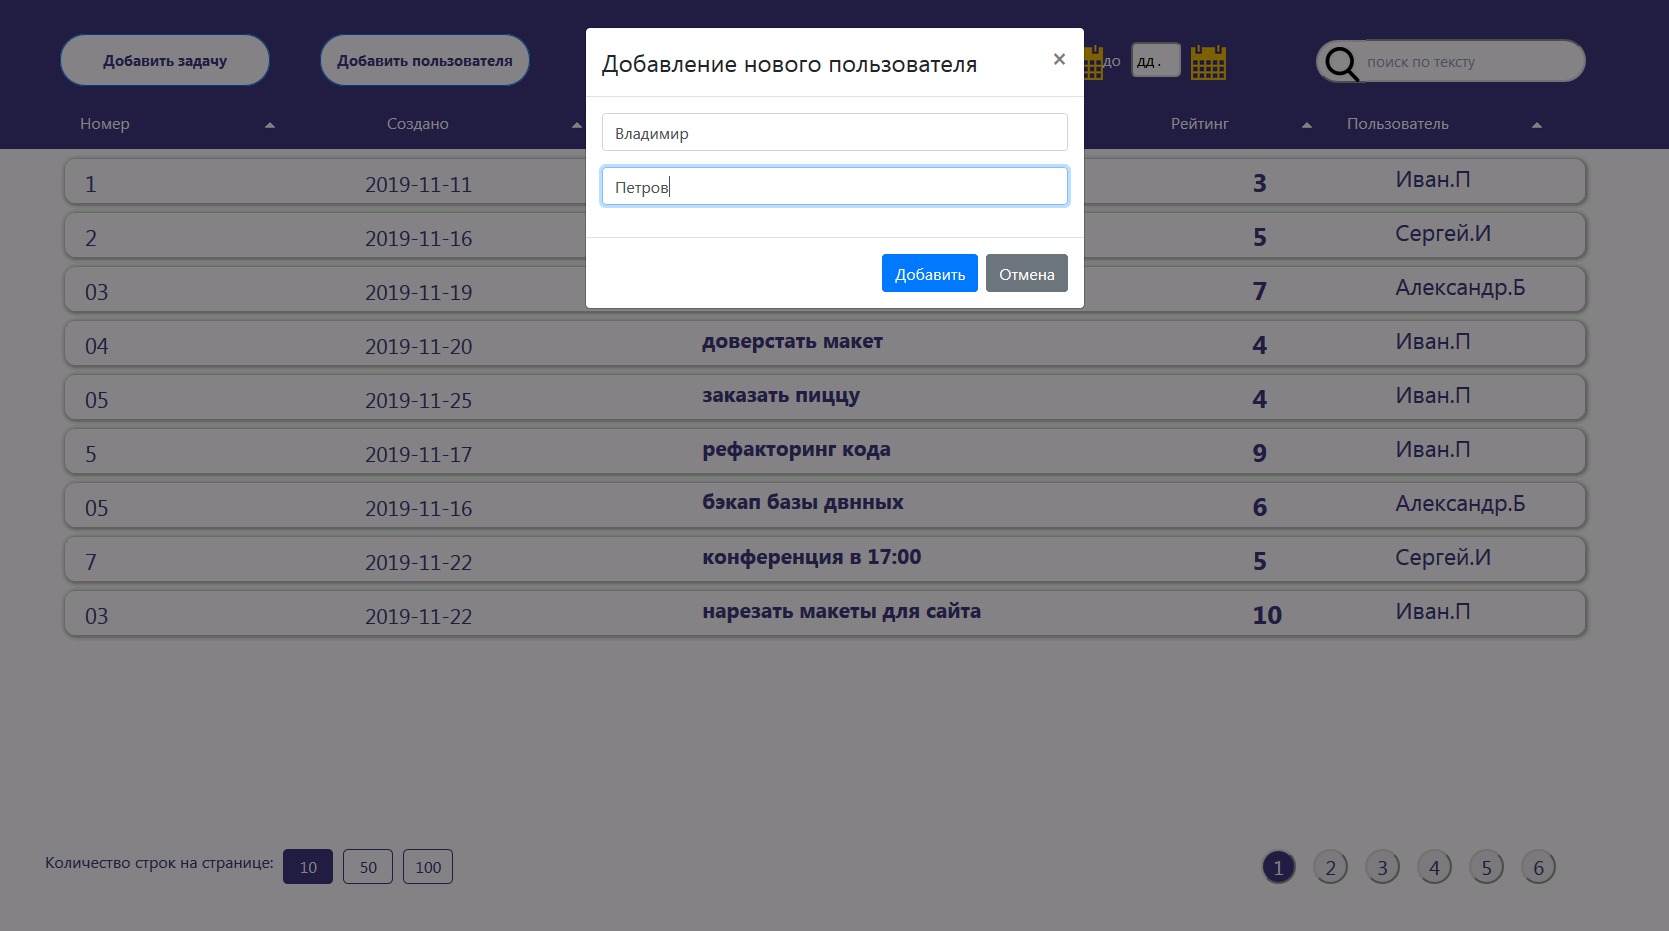 Добавить задачу
Добавить пользователя
до
дд.
поиск по тексту
Добавление нового пользователя
×
Владимир
Петров
Добавить
Отмена
Номер
Создано
Рейтинг
Пользователь
1 2019-11-11 3 Иван.П
2 2019-11-16 5 Сергей.И
03 2019-11-19 7 Александр.Б
04 2019-11-20 доверстать макет 4 Иван.П
05 2019-11-25 заказать пиццу 4 Иван.П
5 2019-11-17 рефакторинг кода 9 Иван.П
05 2019-11-16 бэкап базы двнных 6 Александр.Б
7 2019-11-22 конференция в 17:00 5 Сергей.И
03 2019-11-22 нарезать макеты для сайта 10 Иван.П
Количество строк на странице: 10 50 100
1 2 3 4 5 6